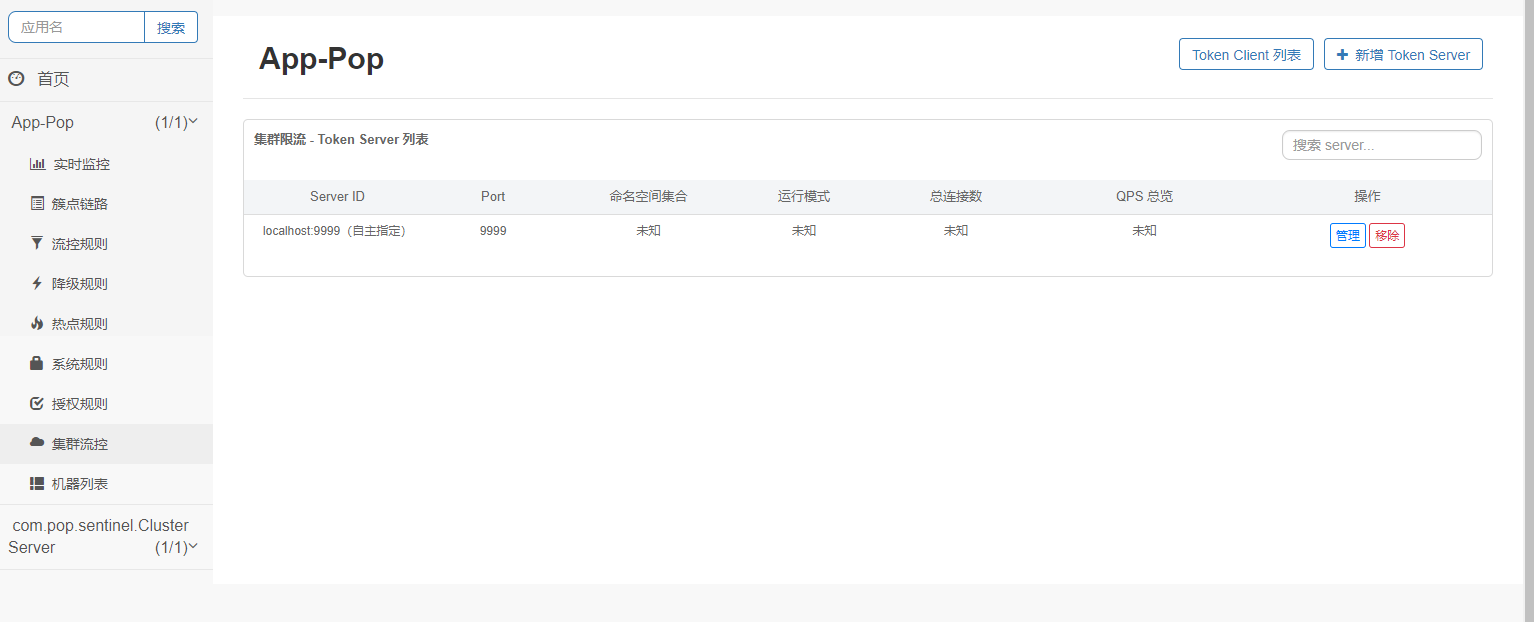 应用名 搜索
首页
App-Pop (1/1)
实时监控
簇点链路
流控规则
降级规则
热点规则
系统规则
授权规则
集群流控
机器列表
com.pop.sentinel.Cluster
Server (1/1)
App-Pop
Token Client 列表 新增 Token Server
集群限流 - Token Server 列表
搜索 server...
Server ID Port 命名空间集合 运行模式 总连接数 QPS 总览 操作
localhost:9999（自主指定） 9999 未知 未知 未知 未知 管理 移除